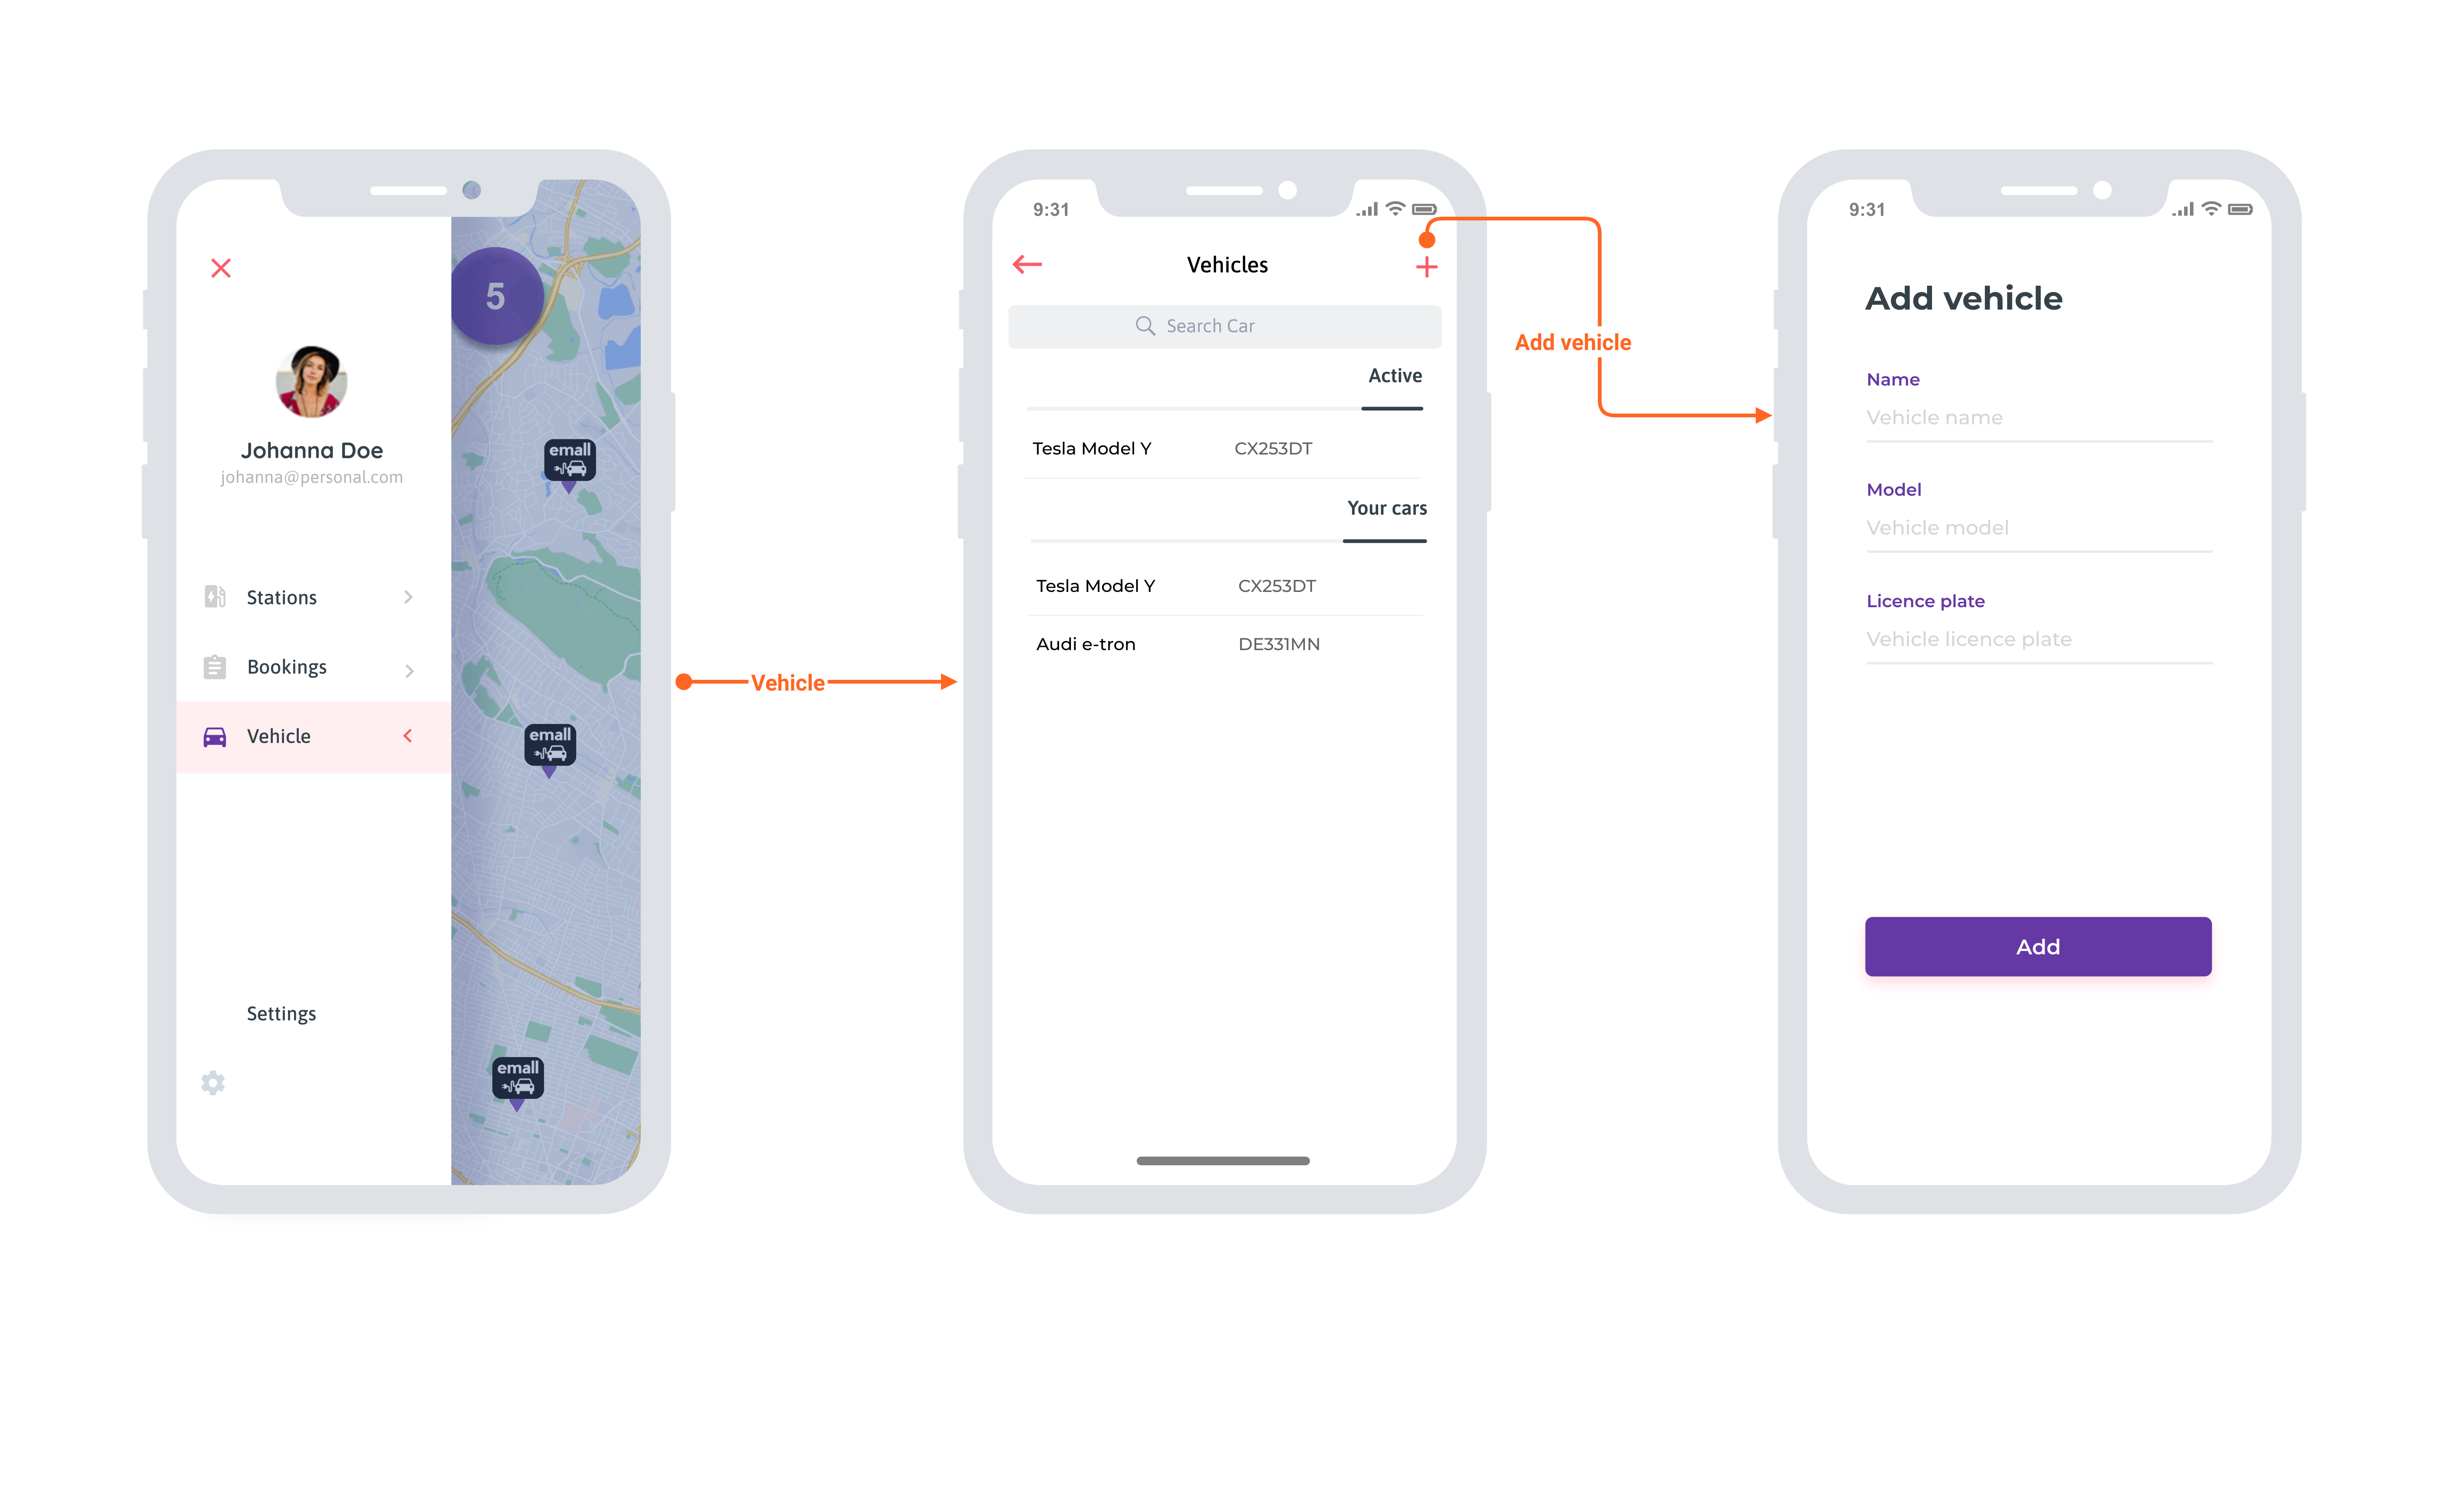 5
Johanna Doe
johanna@personal.com
emall
Stations
Bookings
Vehicle
emall
Settings
emall
Vehicle
9:31
Vehicles
Search Car
Active
Tesla Model Y CX253DT
Your cars
Tesla Model Y CX253DT
Audi e-tron DE331MN
Add vehicle
9:31
Add vehicle
Name
Vehicle name
Model
Vehicle model
Licence plate
Vehicle licence plate
Add